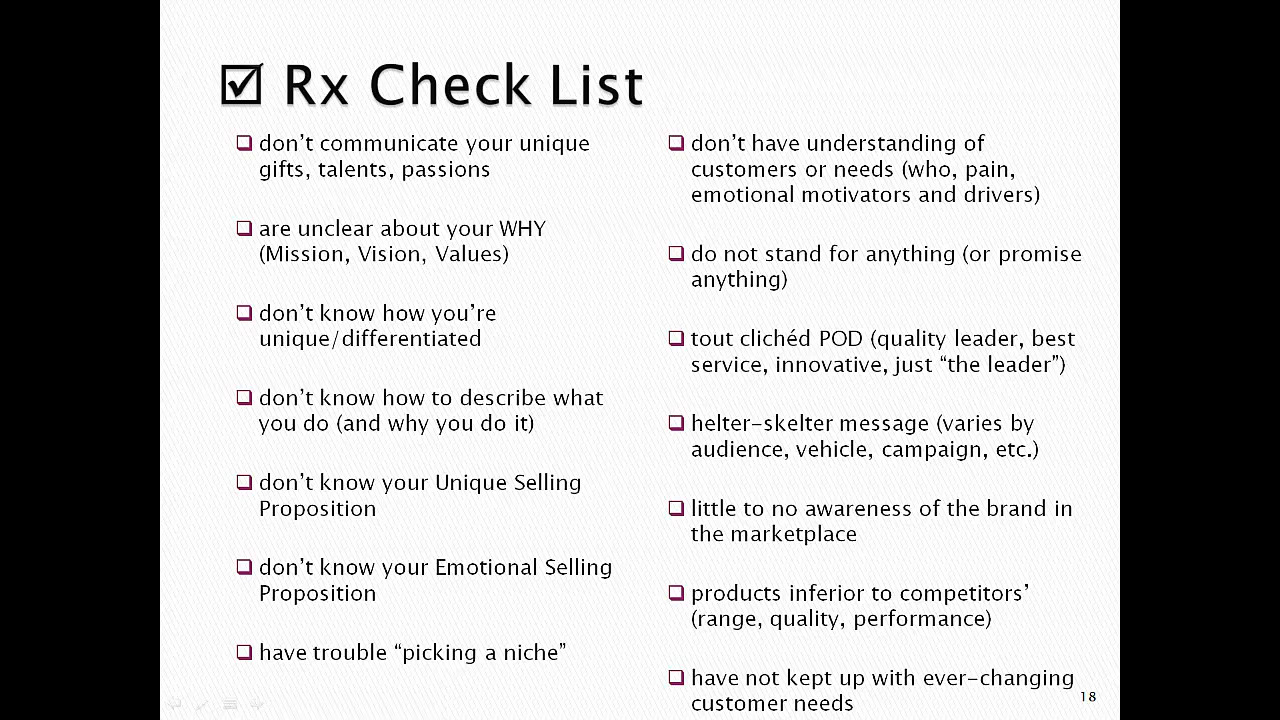 ☑ Rx Check List
❑ don’t communicate your unique
gifts, talents, passions
❑ are unclear about your WHY
(Mission, Vision, Values)
❑ don’t know how you’re
unique/differentiated
❑ don’t know how to describe what
you do (and why you do it)
❑ don’t know your Unique Selling
Proposition
❑ don’t know your Emotional Selling
Proposition
❑ have trouble “picking a niche”
❑ don’t have understanding of
customers or needs (who, pain,
emotional motivators and drivers)
❑ do not stand for anything (or promise
anything)
❑ tout clichéd POD (quality leader, best
service, innovative, just “the leader”)
❑ helter-skelter message (varies by
audience, vehicle, campaign, etc.)
❑ little to no awareness of the brand in
the marketplace
❑ products inferior to competitors’
(range, quality, performance)
❑ have not kept up with ever-changing
customer needs
18